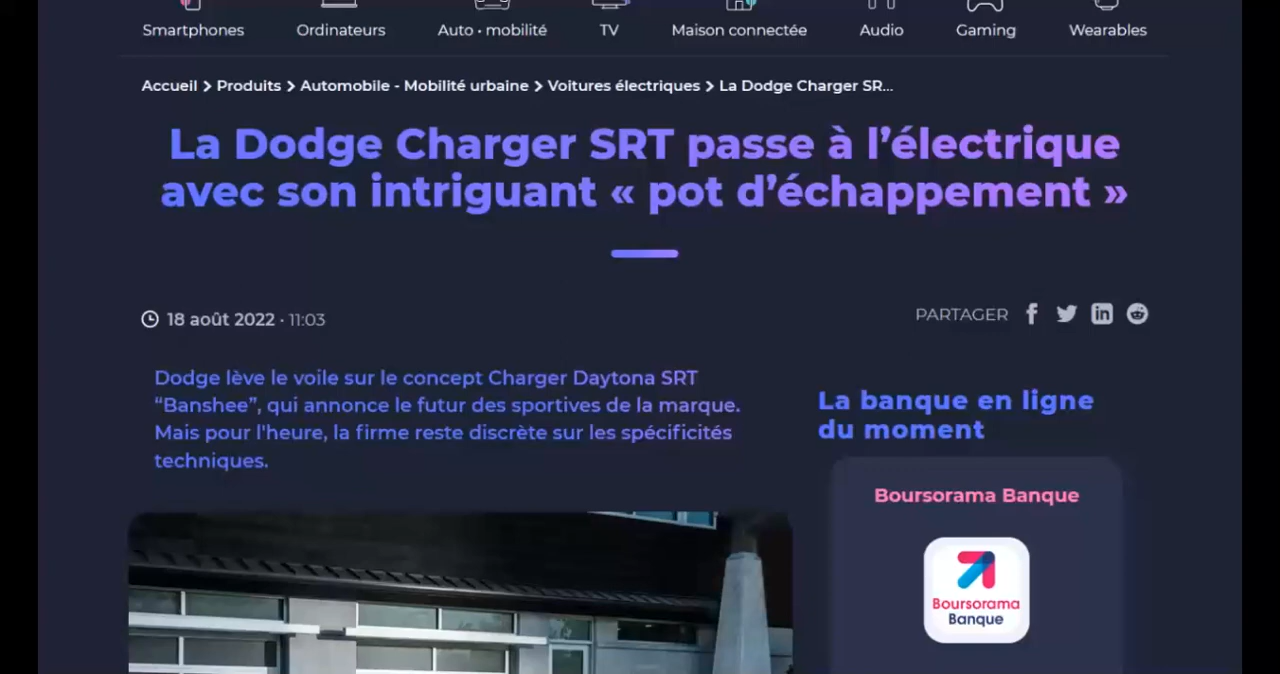 Smartphones Ordinateurs Auto • mobilité TV Maison connectée Audio Gaming Wearables
Accueil > Produits > Automobile - Mobilité urbaine > Voitures électriques > La Dodge Charger SR...
La Dodge Charger SRT passe à l’électrique
avec son intriguant « pot d’échappement »
18 août 2022 · 11:03
PARTAGER
Dodge lève le voile sur le concept Charger Daytona SRT
“Banshee”, qui annonce le futur des sportives de la marque.
Mais pour l'heure, la firme reste discrète sur les spécificités
techniques.
La banque en ligne
du moment
Boursorama Banque
Boursorama
Banque